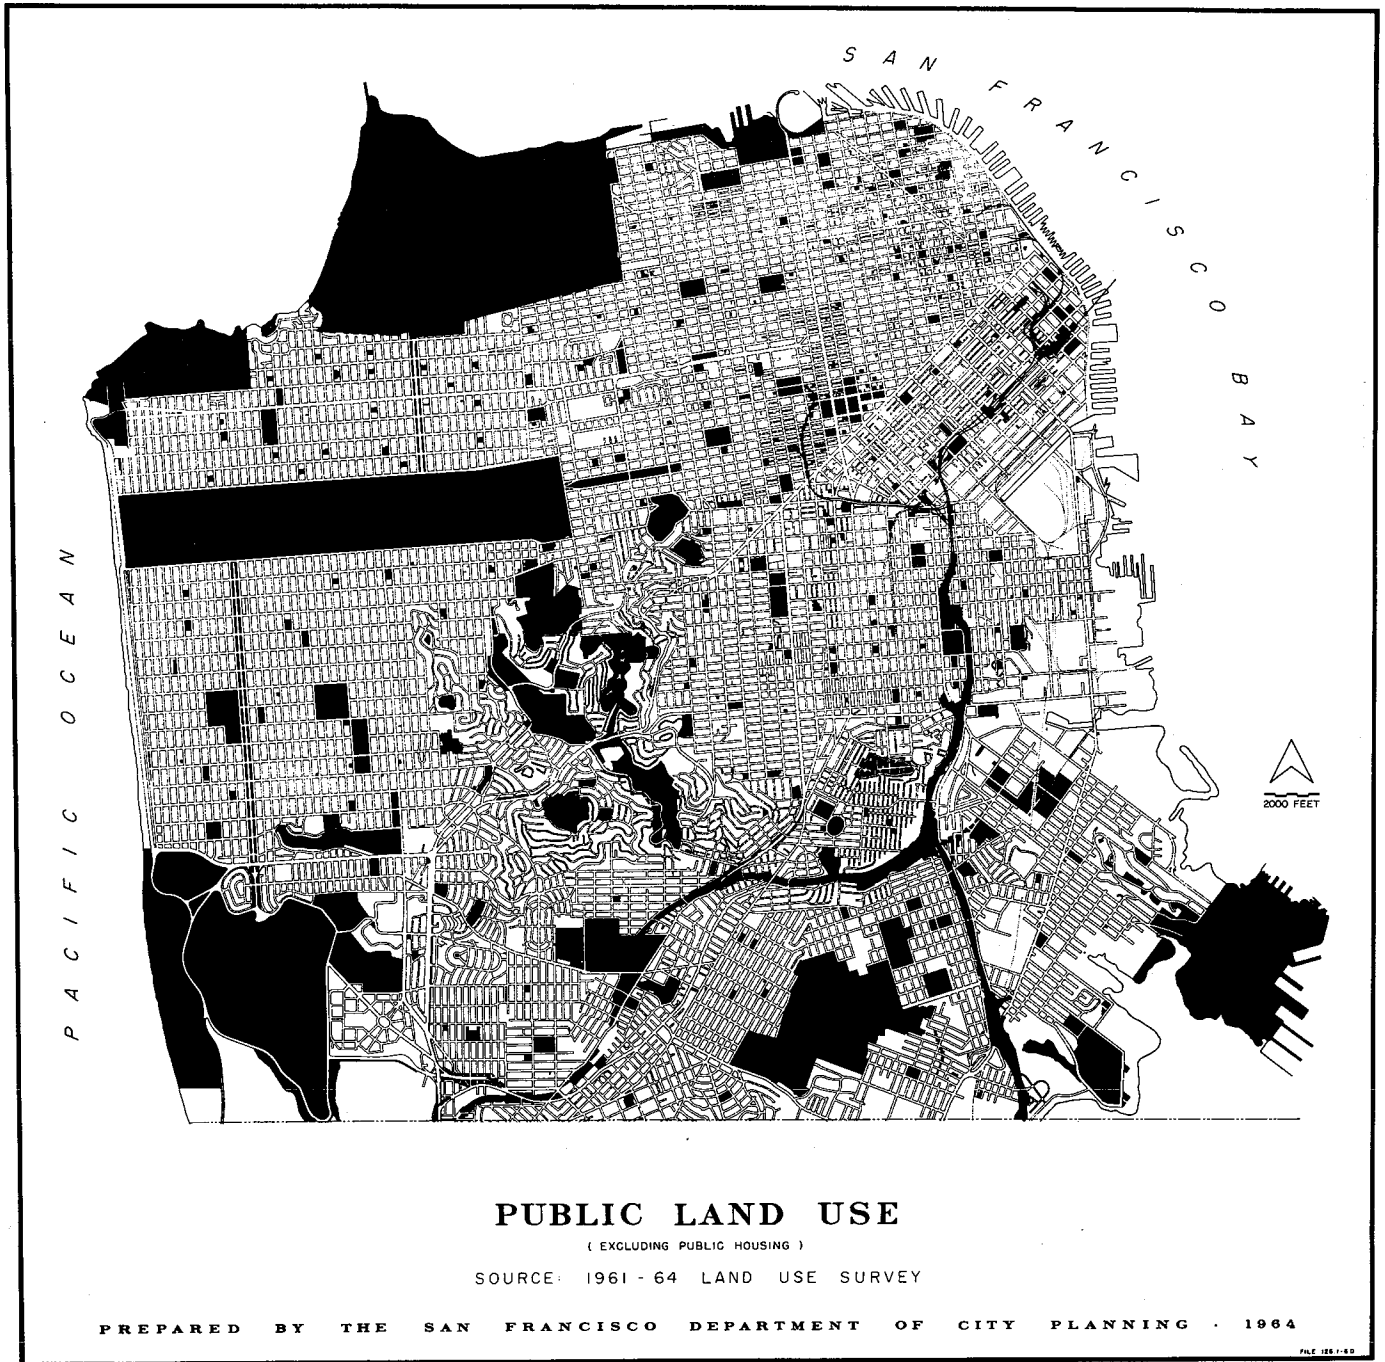 SAN FRANCISCO BAY
PACIFIC OCEAN
2000 FEET
PUBLIC LAND USE
( EXCLUDING PUBLIC HOUSING )
SOURCE: 1961-64 LAND USE SURVEY
PREPARED BY THE SAN FRANCISCO DEPARTMENT OF CITY PLANNING · 1964